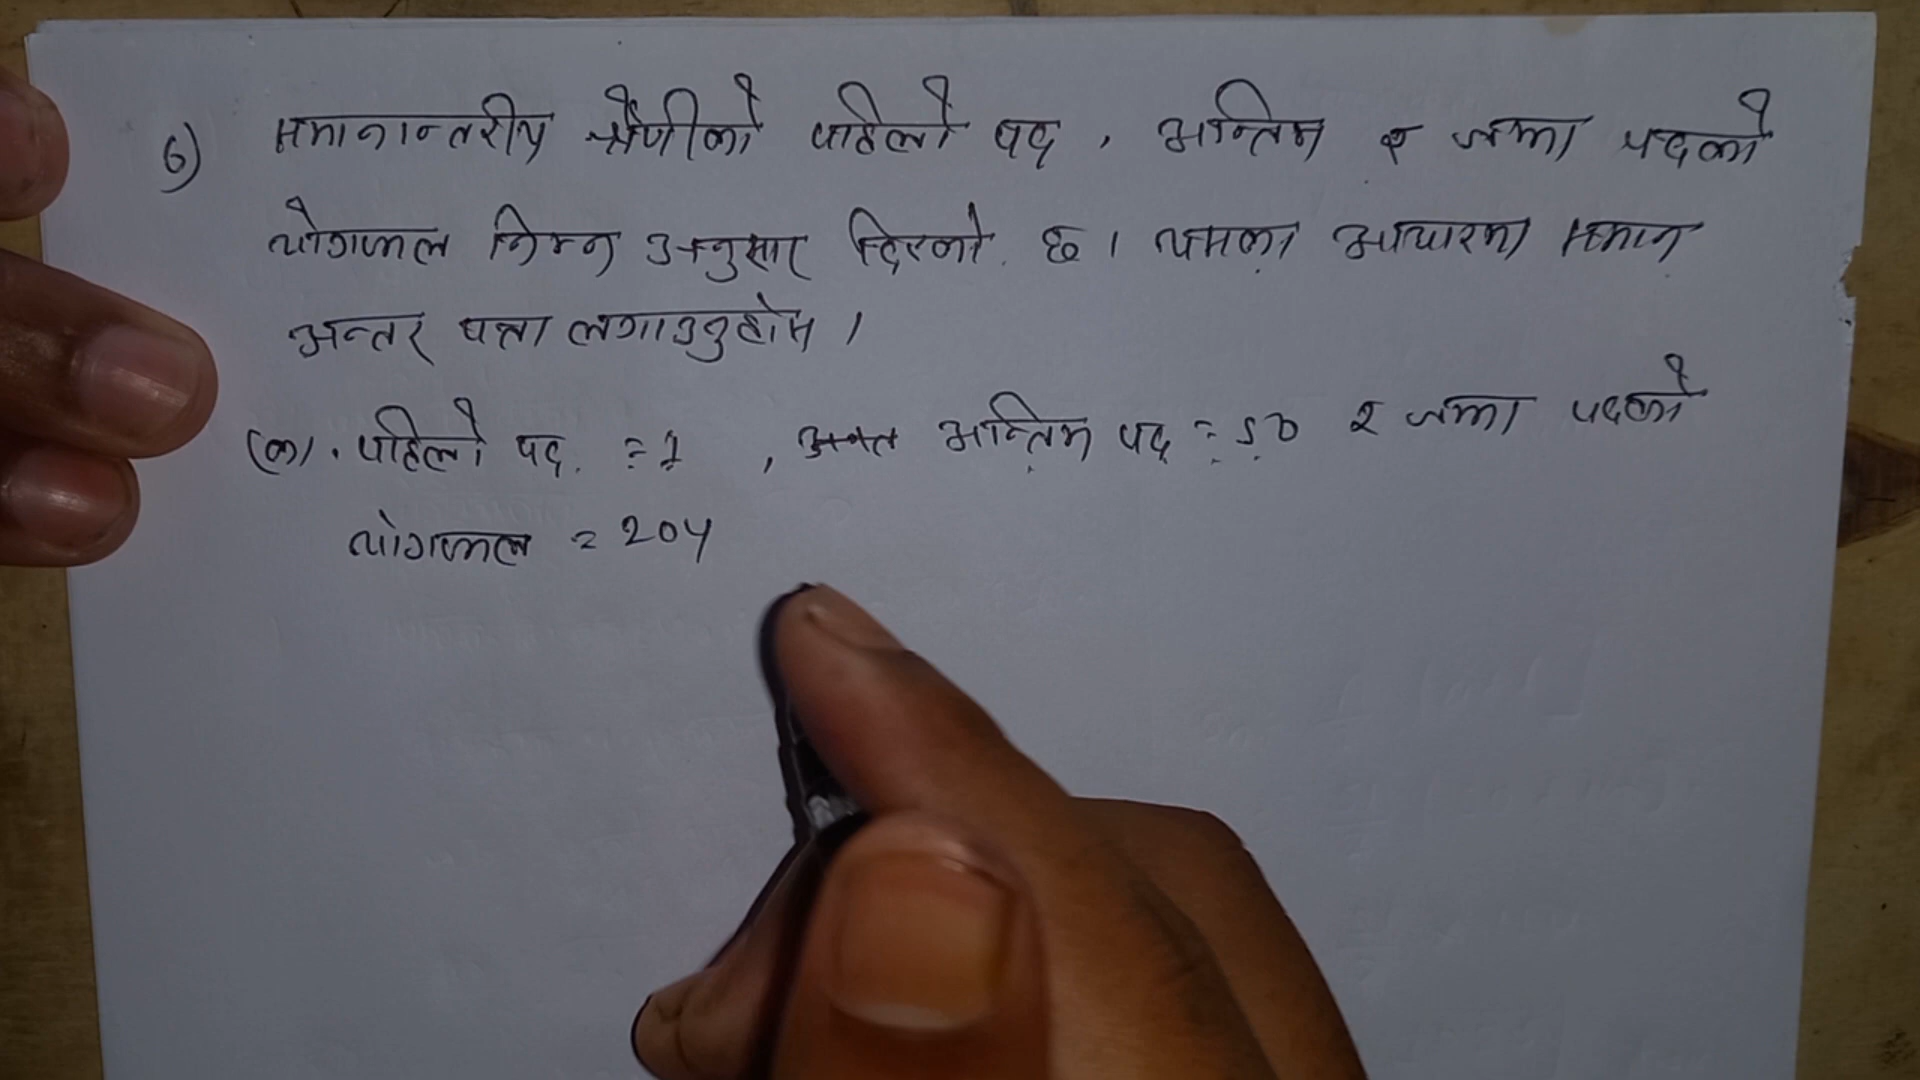 6) समानान्तरीय श्रेणीको पहिलो पद , अन्तिम र जम्मा पदको
योगफल निम्न अनुसार दिएको छ । यसका आधारमा समान
अन्तर पत्ता लगाउनुहोस ।
(क) . पहिलो पद = 1 , अन्तिम पद = 50 र जम्मा पदको
योगफल = 204